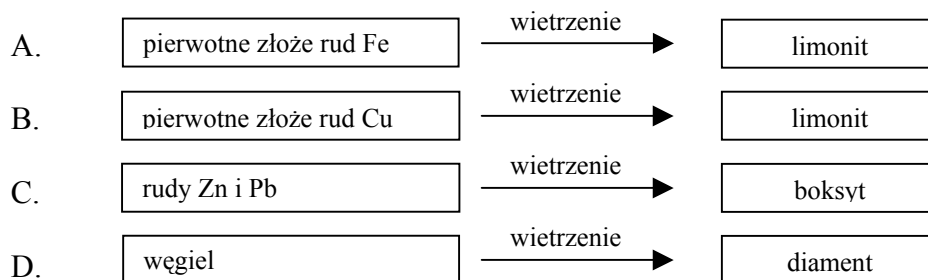 A. pierwotne złoże rud Fe wietrzenie limonit
B. pierwotne złoże rud Cu wietrzenie limonit
C. rudy Zn i Pb wietrzenie boksyt
D. węgiel wietrzenie diament